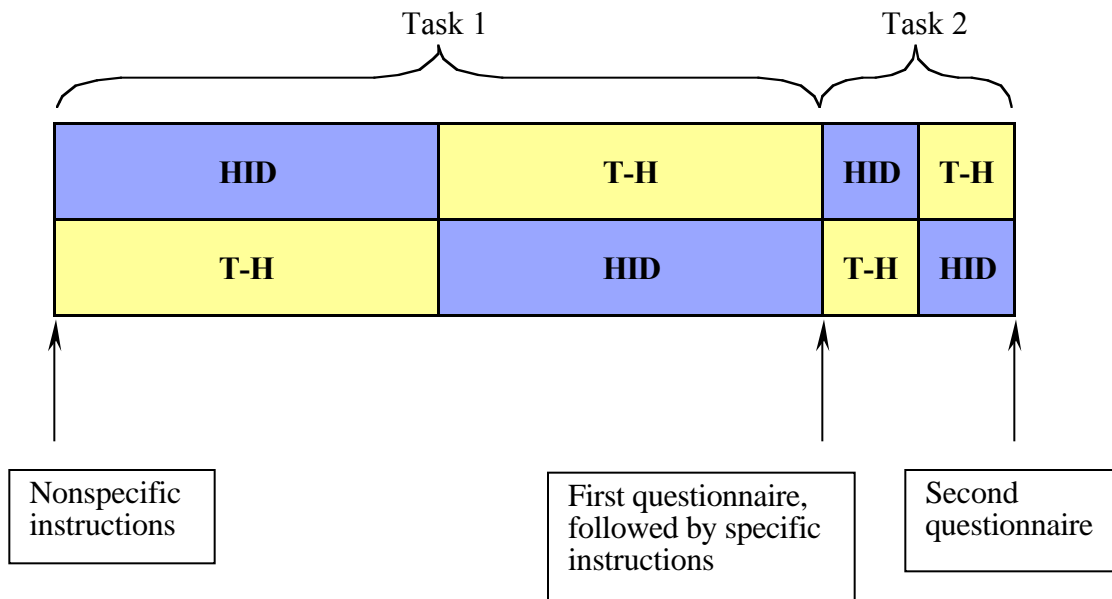 Task 1
Task 2
HID
T-H
HID
T-H
T-H
HID
T-H
HID
Nonspecific
instructions
First questionnaire,
followed by specific
instructions
Second
questionnaire